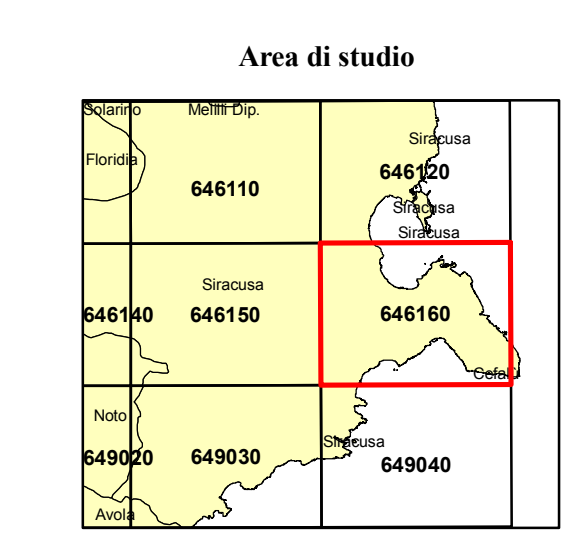 Area di studio
Solarino
Melilli Dip.
Siracusa
Floridia
646120
646110
Siracusa
Siracusa
Siracusa
646140
646150
646160
Cefal
Noto
Siracusa
649020
649030
649040
Avola